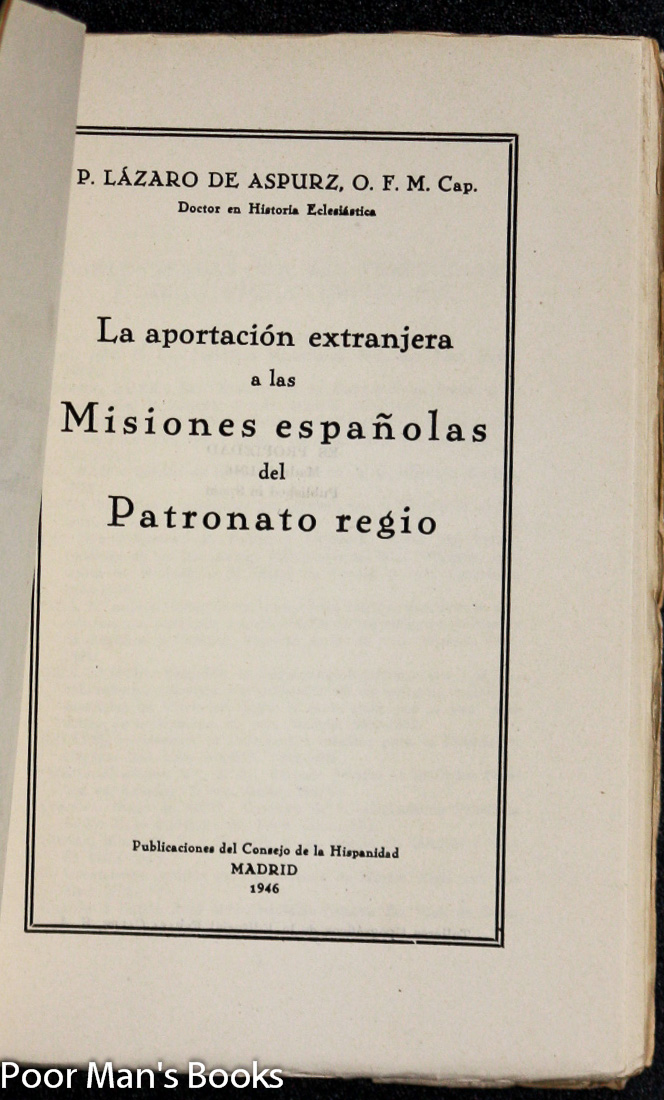 P. LÁZARO DE ASPURZ, O. F. M. Cap.
Doctor en Historia Eclesiástica
La aportación extranjera
a las
Misiones españolas
del
Patronato regio
Publicaciones del Consejo de la Hispanidad
MADRID
1946
Poor Man's Books